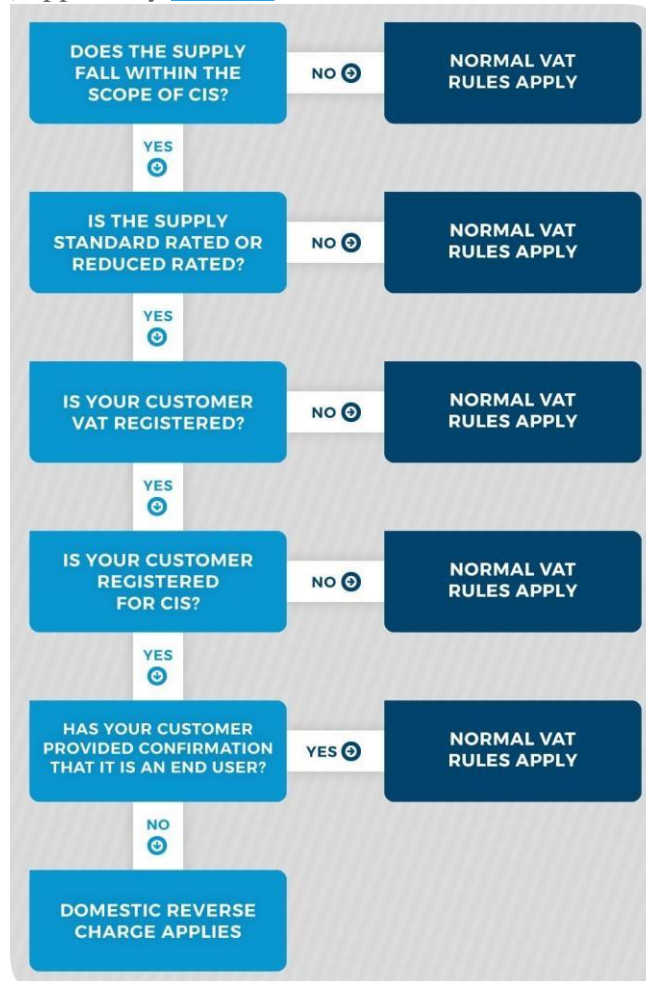 DOES THE SUPPLY
FALL WITHIN THE
SCOPE OF CIS?
NO
NORMAL VAT
RULES APPLY
YES
IS THE SUPPLY
STANDARD RATED OR
REDUCED RATED?
NO
NORMAL VAT
RULES APPLY
YES
IS YOUR CUSTOMER
VAT REGISTERED?
NO
NORMAL VAT
RULES APPLY
YES
IS YOUR CUSTOMER
REGISTERED
FOR CIS?
NO
NORMAL VAT
RULES APPLY
YES
HAS YOUR CUSTOMER
PROVIDED CONFIRMATION
THAT IT IS AN END USER?
YES
NORMAL VAT
RULES APPLY
NO
DOMESTIC REVERSE
CHARGE APPLIES